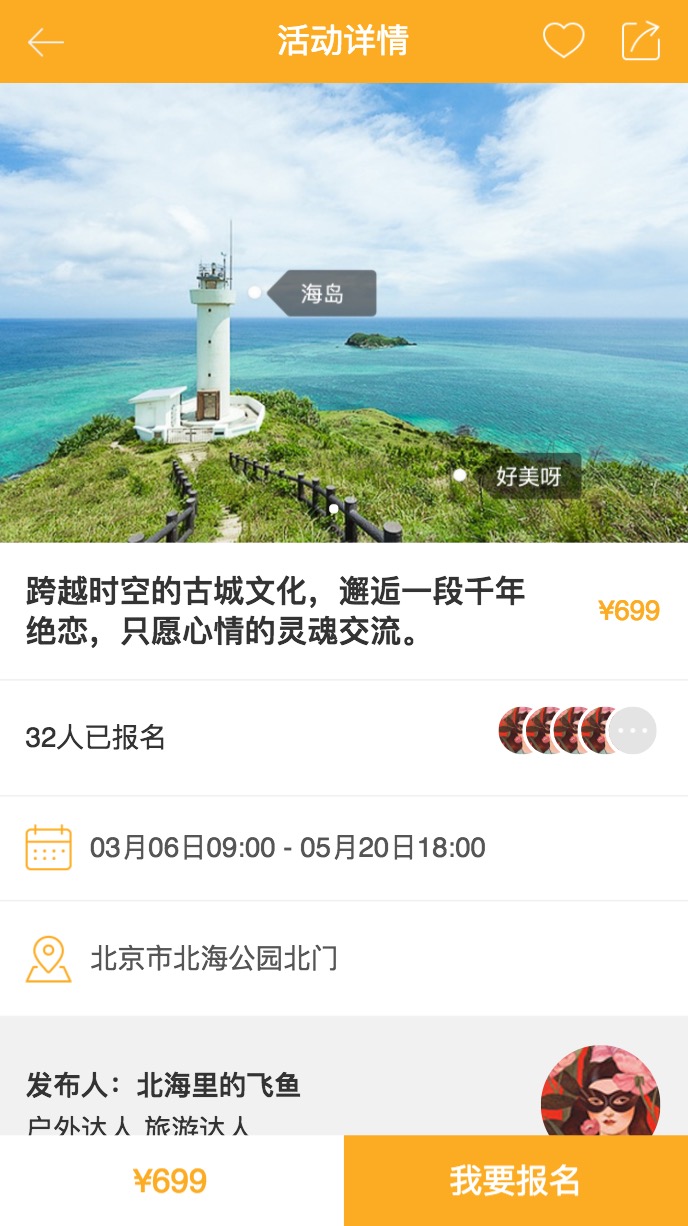 活动详情
海岛
好美呀
跨越时空的古城文化，邂逅一段千年
绝恋，只愿心情的灵魂交流。
¥699
32人已报名
03月06日09:00 - 05月20日18:00
北京市北海公园北门
发布人：北海里的飞鱼
户外达人 旅游达人
¥699
我要报名